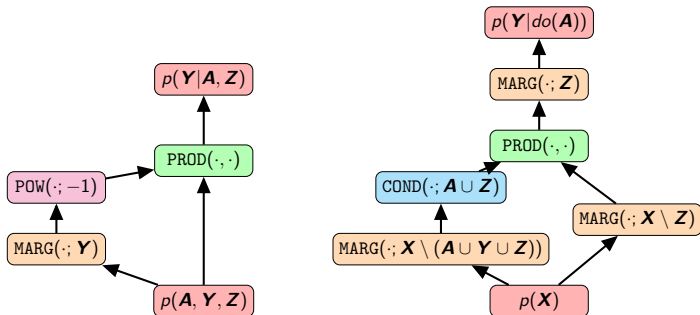 p(Y|A, Z)
PROD(·, ·)
POW(·; −1)
MARG(·; Y)
p(A, Y, Z)
p(Y|do(A))
MARG(·; Z)
PROD(·, ·)
COND(·; A ∪ Z)
MARG(·; X \ Z)
MARG(·; X \ (A ∪ Y ∪ Z))
p(X)